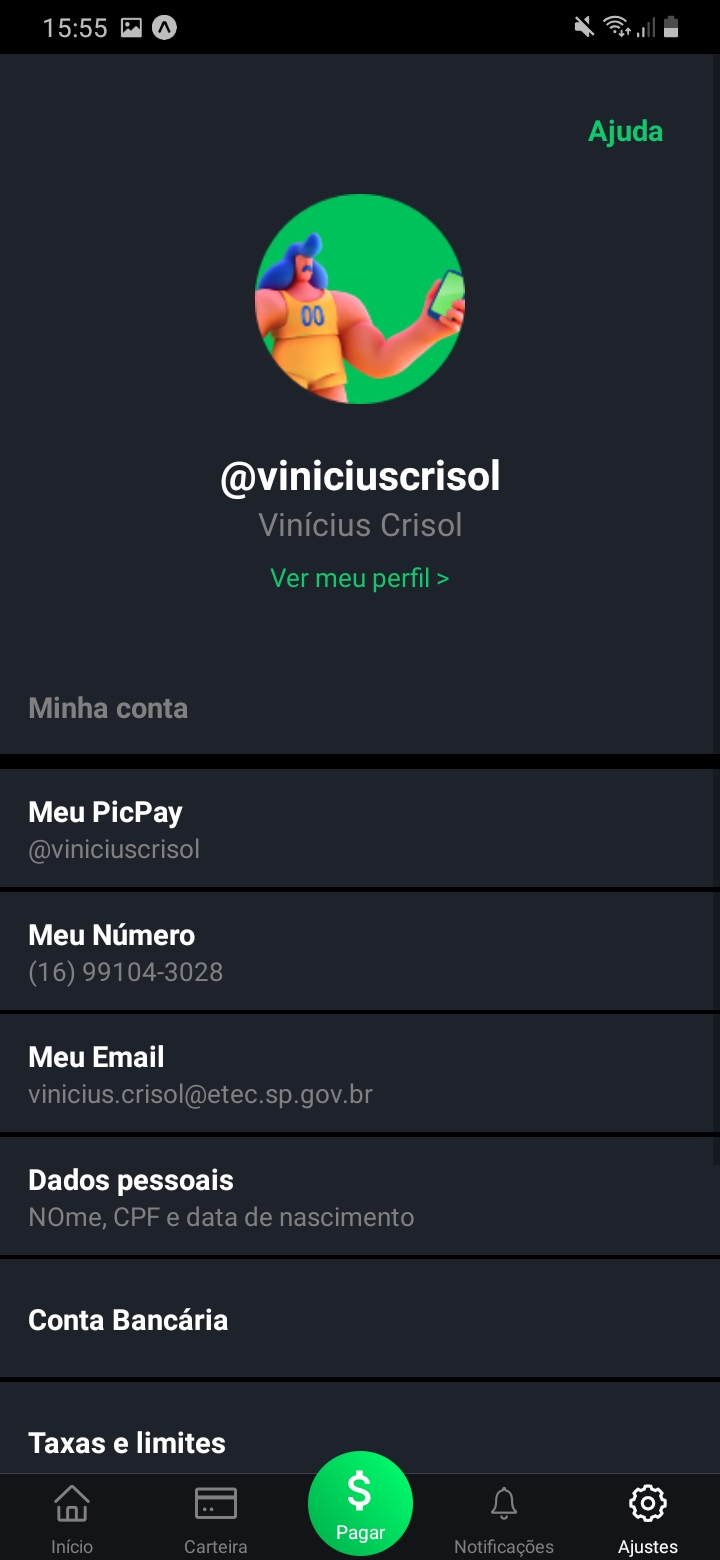 15:55
Ajuda
00
@viniciuscrisol
Vinícius Crisol
Ver meu perfil >
Minha conta
Meu PicPay
@viniciuscrisol
Meu Número
(16) 99104-3028
Meu Email
vinicius.crisol@etec.sp.gov.br
Dados pessoais
NOme, CPF e data de nascimento
Conta Bancária
Taxas e limites
$
Início
Carteira
Pagar
Notificações
Ajustes